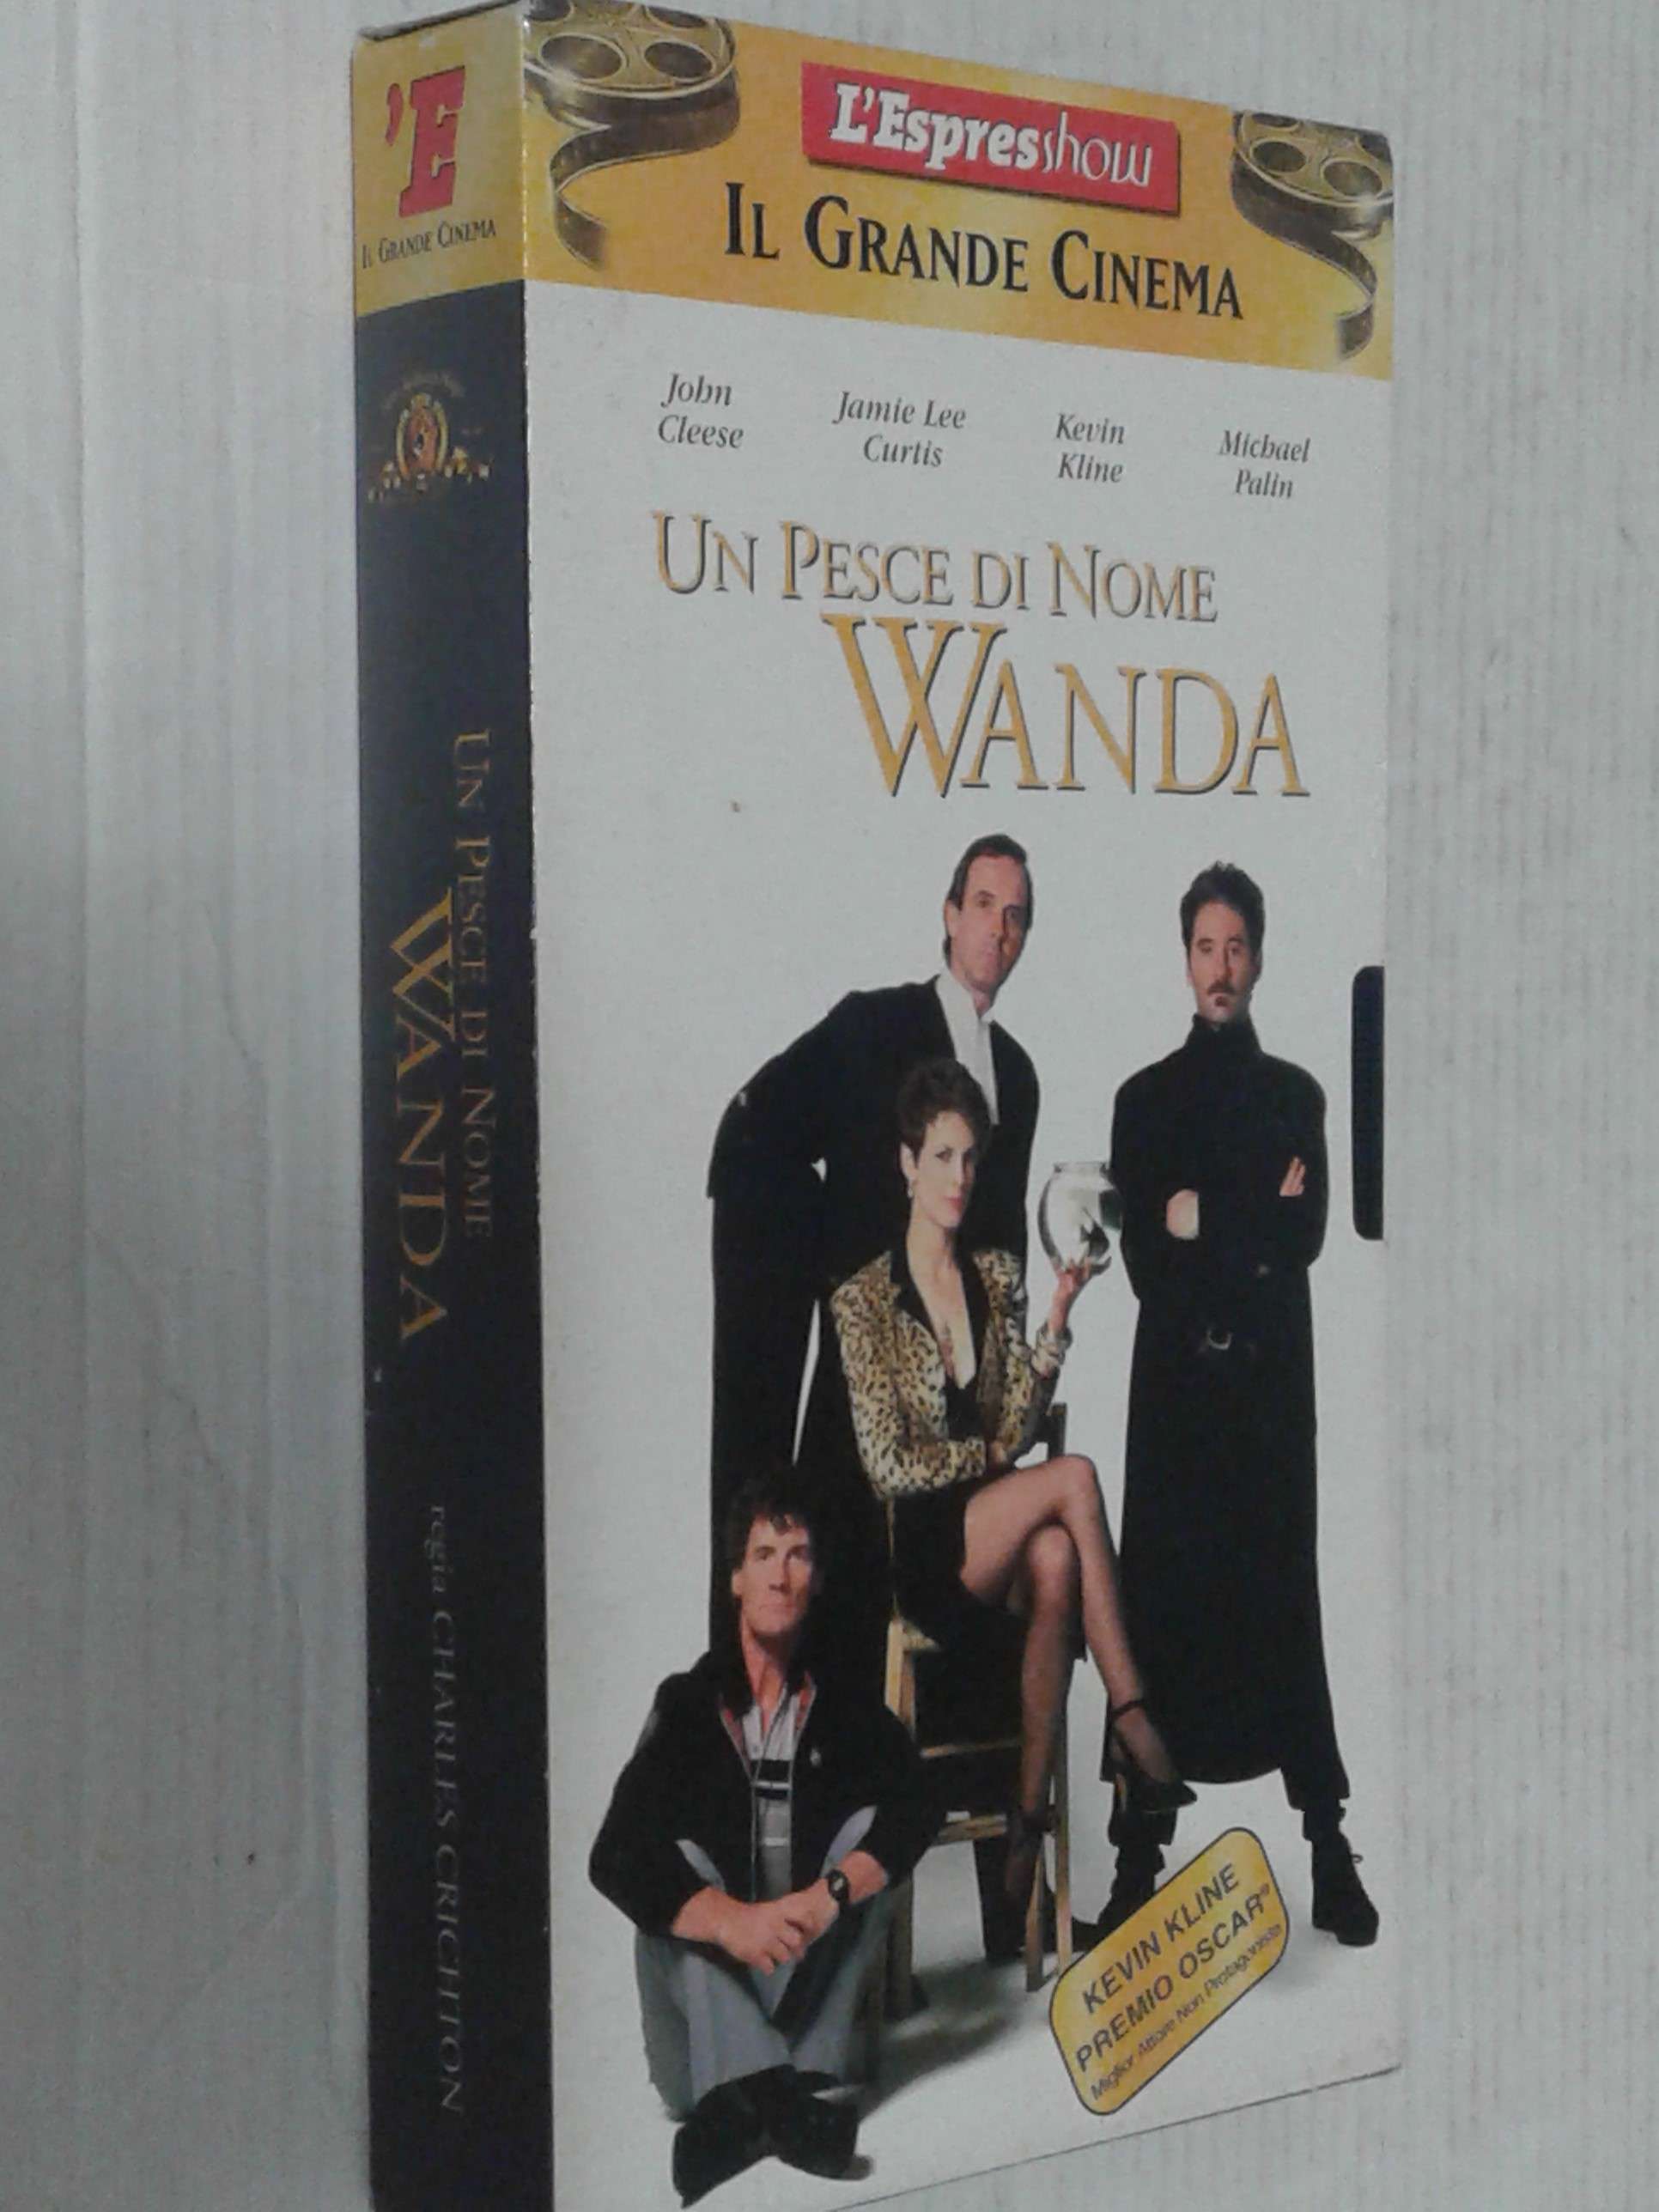 'E
IL GRANDE CINEMA
UN PESCE DI NOME
WANDA
regia CHARLES CRICHTON
L'Espresshow
IL GRANDE CINEMA
John
Cleese
Jamie Lee
Curtis
Kevin
Kline
Michael
Palin
UN PESCE DI NOME
WANDA
KEVIN KLINE
PREMIO OSCAR®
Miglior Attore Non Protagonista